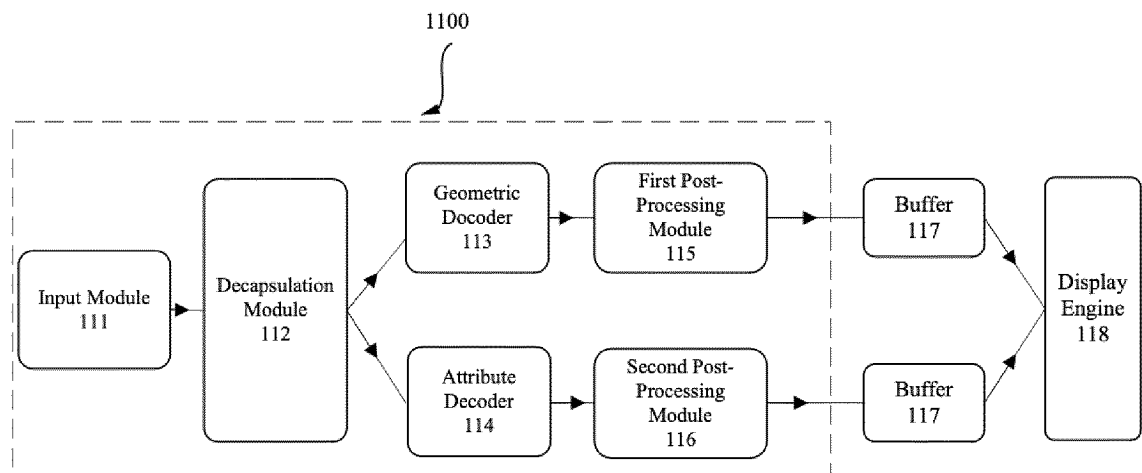 1100
Input Module
111
Decapsulation
Module
112
Geometric
Docoder
113
First Post-
Processing
Module
115
Buffer
117
Attribute
Decoder
114
Second Post-
Processing
Module
116
Buffer
117
Display
Engine
118